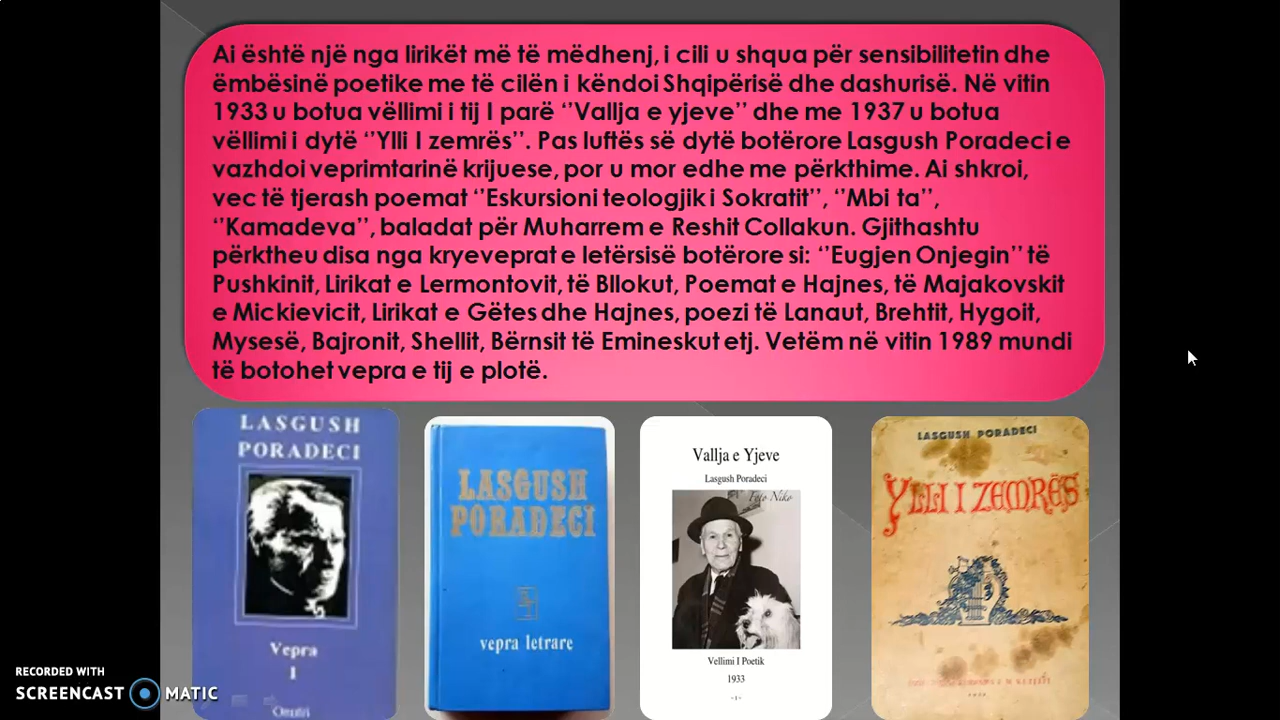 Ai është një nga lirikët më të mëdhenj, i cili u shqua për sensibilitetin dhe
ëmbësinë poetike me të cilën i këndoi Shqipërisë dhe dashurisë. Në vitin
1933 u botua vëllimi i tij I parë ‘’Vallja e yjeve’’ dhe me 1937 u botua
vëllimi i dytë ‘’Ylli I zemrës’’. Pas luftës së dytë botërore Lasgush Poradeci e
vazhdoi veprimtarinë krijuese, por u mor edhe me përkthime. Ai shkroi,
vec të tjerash poemat ‘’Eskursioni teologjik i Sokratit’’, ‘’Mbi ta’’,
‘’Kamadeva’’, baladat për Muharrem e Reshit Collakun. Gjithashtu
përktheu disa nga kryeveprat e letërsisë botërore si: ‘’Eugjen Onjegin’’ të
Pushkinit, Lirikat e Lermontovit, të Bllokut, Poemat e Hajnes, të Majakovskit
e Mickievicit, Lirikat e Gëtes dhe Hajnes, poezi të Lanaut, Brehtit, Hygoit,
Mysesë, Bajronit, Shellit, Bërnsit të Emineskut etj. Vetëm në vitin 1989 mundi
të botohet vepra e tij e plotë.
LASGUSH
PORADECI
Vepra
1
Onufri
LASGUSH
PORADECI
vepra letrare
Vallja e Yjeve
Lasgush Poradeci
Foto Niko
Vellimi I Poetik
1933
- 1 -
LASGUSH PORADECI
YLLI I ZEMRËS
RECORDED WITH
SCREENCAST MATIC